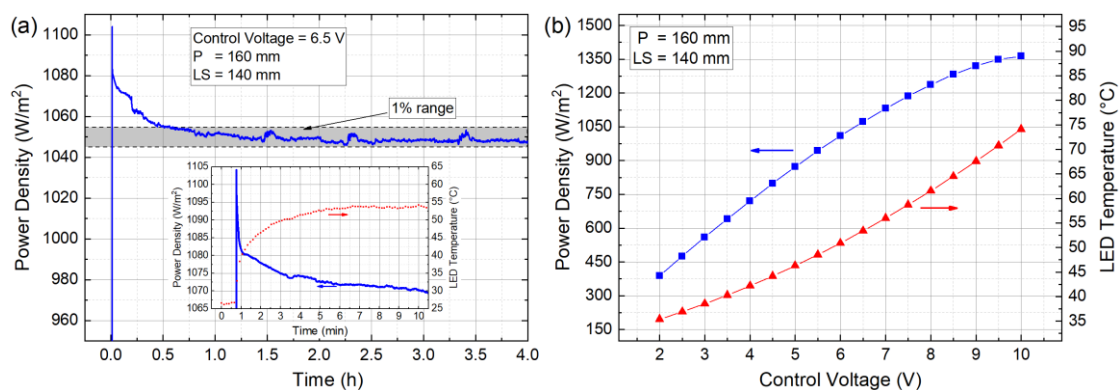 (a)
Control Voltage = 6.5 V
P = 160 mm
LS = 140 mm
1% range
Power Density (W/m²)
1100
1080
1060
1040
1020
1000
980
960
0.0 0.5 1.0 1.5 2.0 2.5 3.0 3.5 4.0
Time (h)
Power Density (W/m²)
1105
1100
1095
1090
1085
1080
1075
1070
1065
0 1 2 3 4 5 6 7 8 9 10
Time (min)
65
60
55
50
45
40
35
30
25
LED Temperature (°C)
(b)
P = 160 mm
LS = 140 mm
Power Density (W/m²)
1500
1350
1200
1050
900
750
600
450
300
150
2 3 4 5 6 7 8 9 10
Control Voltage (V)
95
90
85
80
75
70
65
60
55
50
45
40
35
LED Temperature (°C)